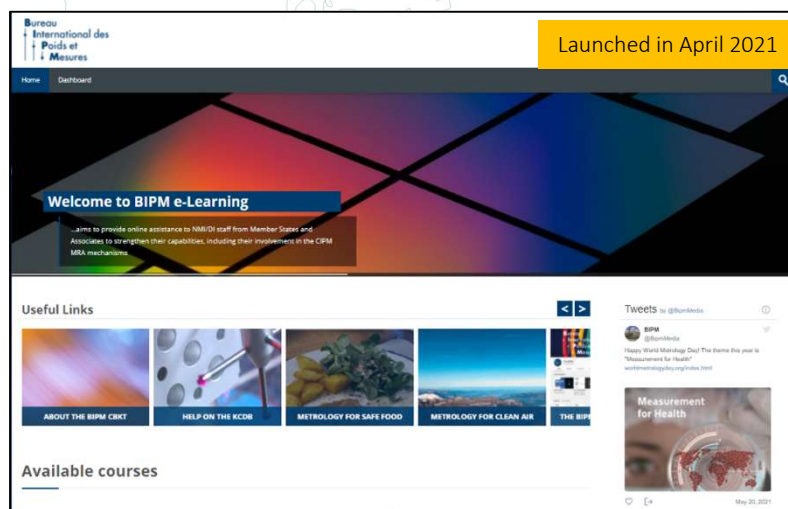 Bureau
International des
Poids et
Mesures
Launched in April 2021
Home Dashboard
Welcome to BIPM e-Learning
...aims to provide online assistance to NMI/DI staff from Member States and
Associates to strengthen their capabilities, including their involvement in the CIPM
MRA mechanisms
Useful Links
< >
ABOUT THE BIPM CBKT
HELP ON THE KCDB
METROLOGY FOR SAFE FOOD
METROLOGY FOR CLEAN AIR
THE BIP
Available courses
Tweets by @BipmMedia
BIPM
@BipmMedia
Happy World Metrology Day! The theme this year is
"Measurement for Health"
worldmetrologyday.org/index.html
Measurement
for Health
May 20, 2021